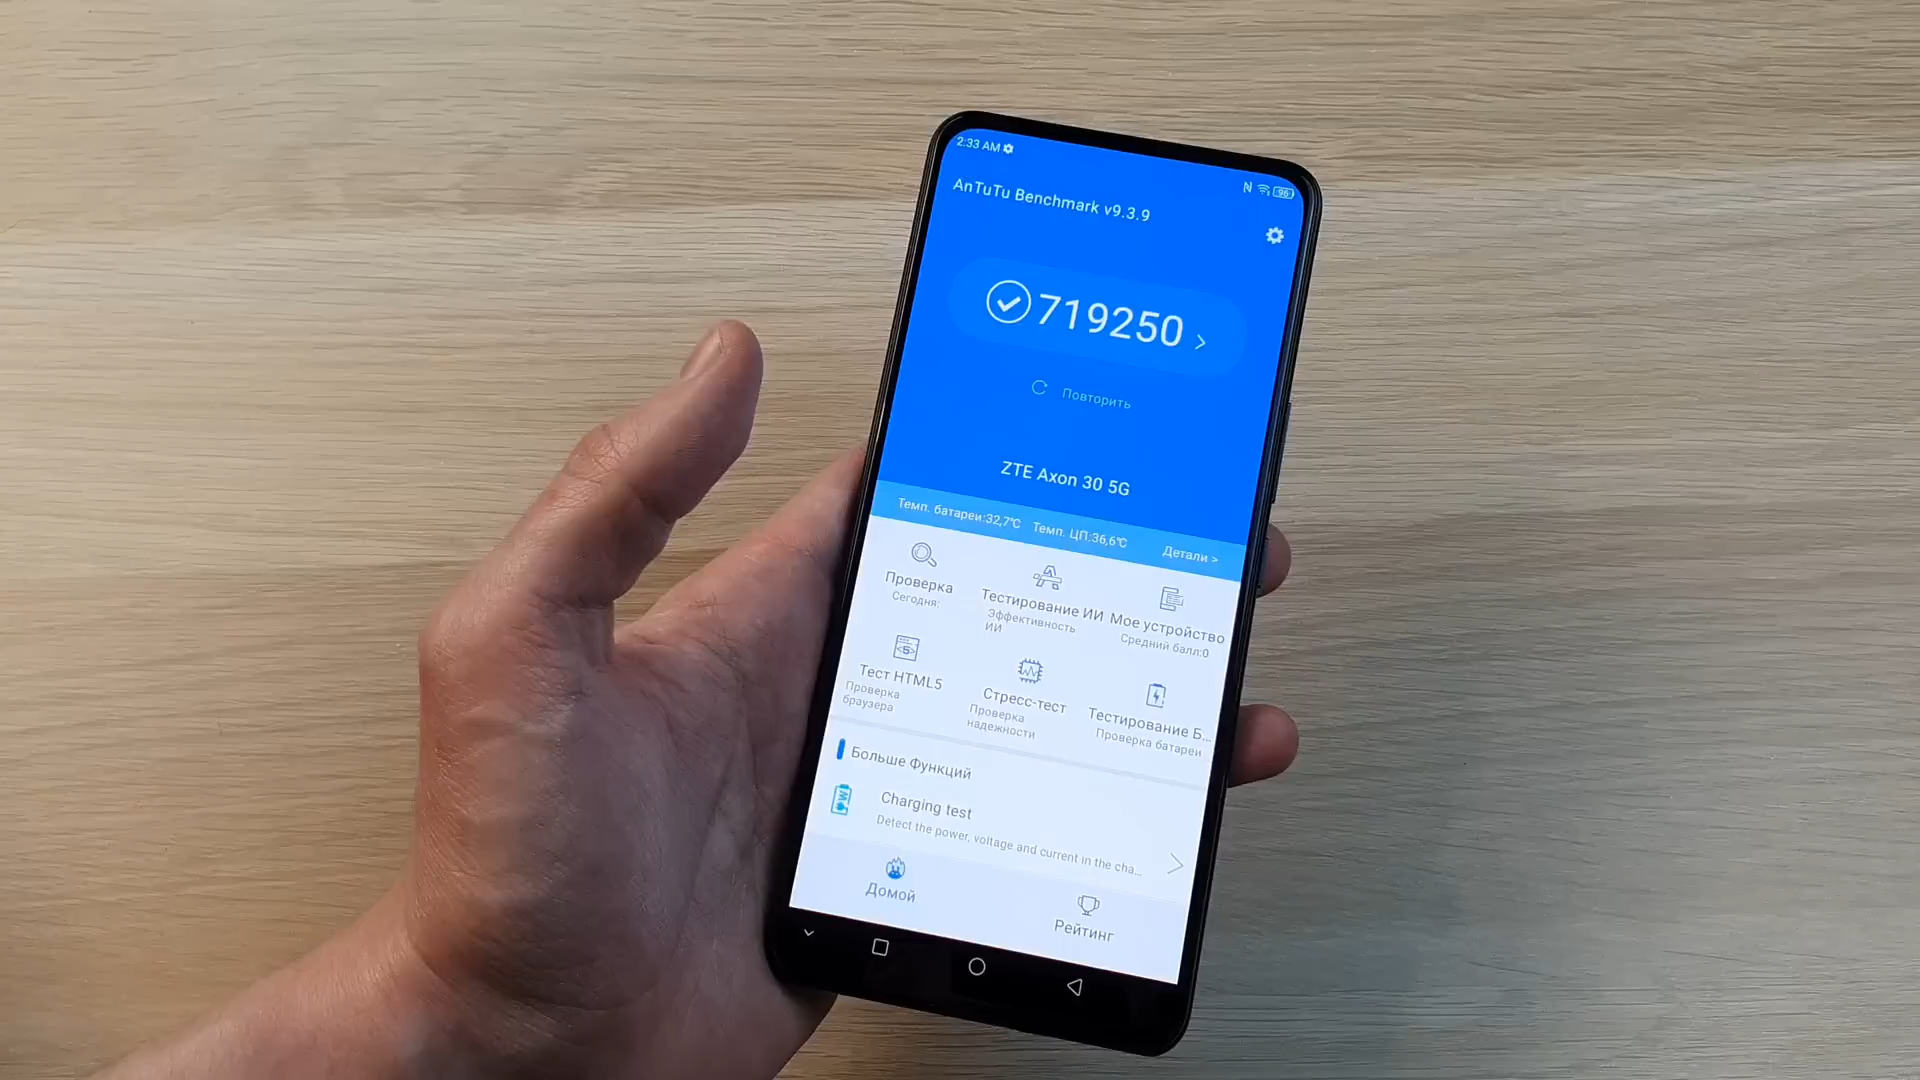 2:33 AM
96
AnTuTu Benchmark v9.3.9
719250
Повторить
ZTE Axon 30 5G
Темп. батареи:32,7℃ Темп. ЦП:36,6℃ Детали >
Проверка
Сегодня:
Тестирование ИИ
Эффективность
ИИ
Мое устройство
Средний балл:0
Тест HTML5
Проверка
браузера
Стресс-тест
Проверка
надежности
Тестирование Б...
Проверка батареи
Больше Функций
Charging test
Detect the power, voltage and current in the cha...
Домой
Рейтинг